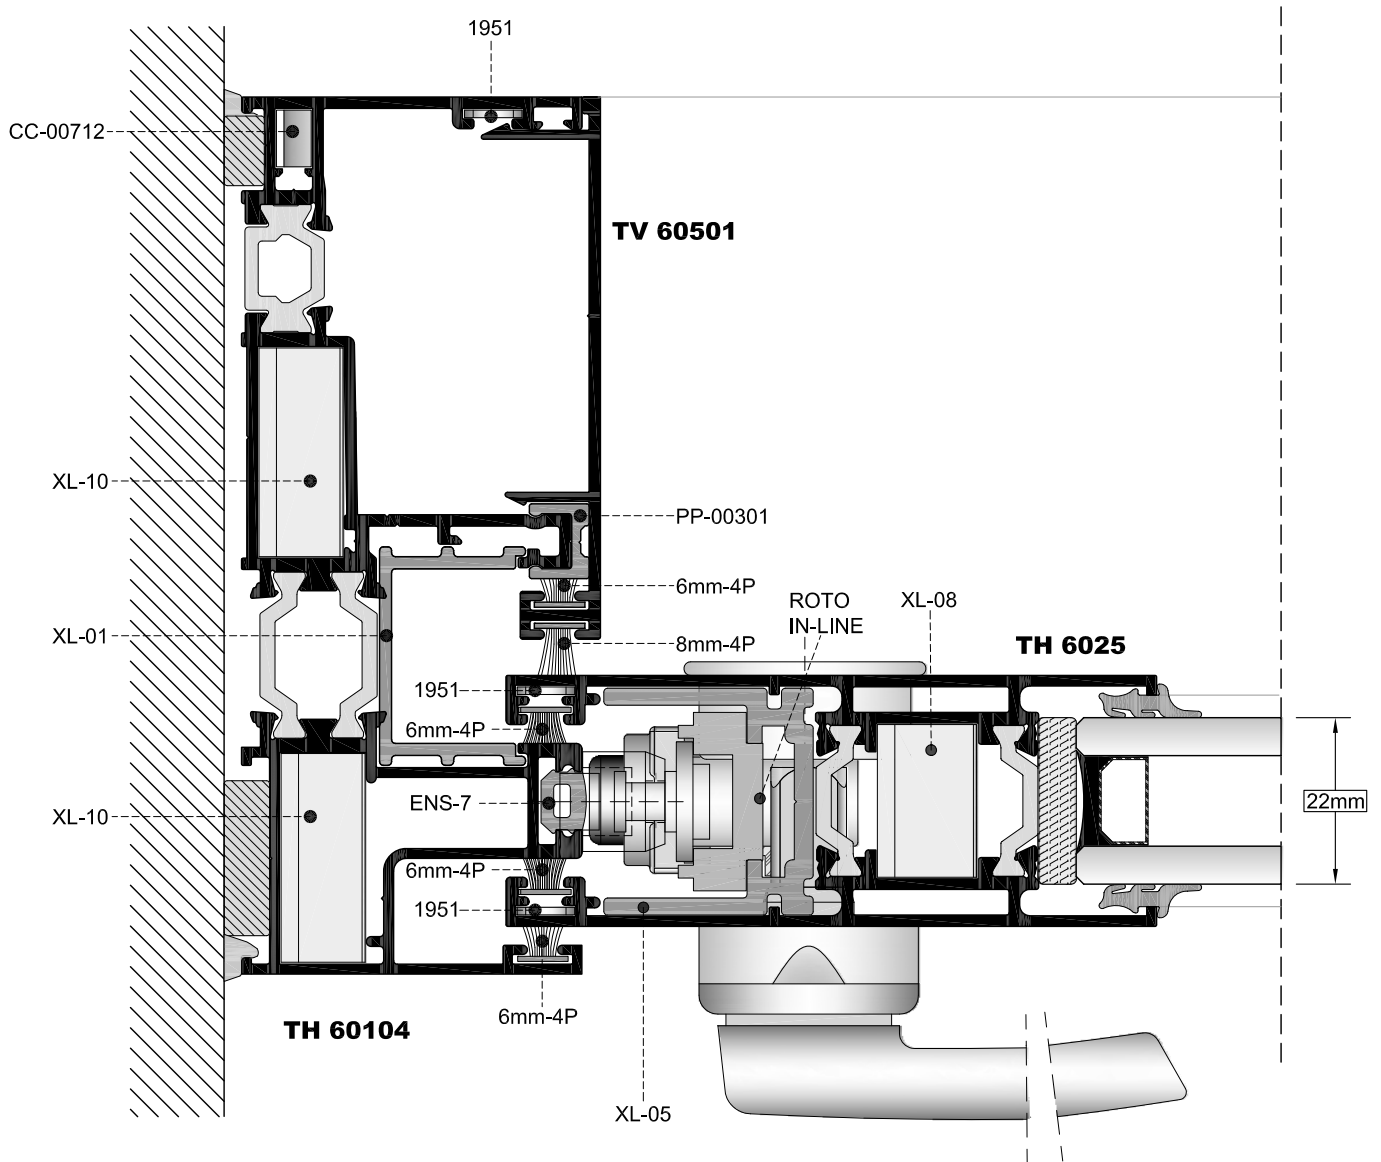 1951
CC-00712
TV 60501
XL-10
PP-00301
6mm-4P
ROTO
IN-LINE
XL-08
XL-01
8mm-4P
TH 6025
1951
6mm-4P
ENS-7
22mm
XL-10
6mm-4P
1951
6mm-4P
TH 60104
XL-05